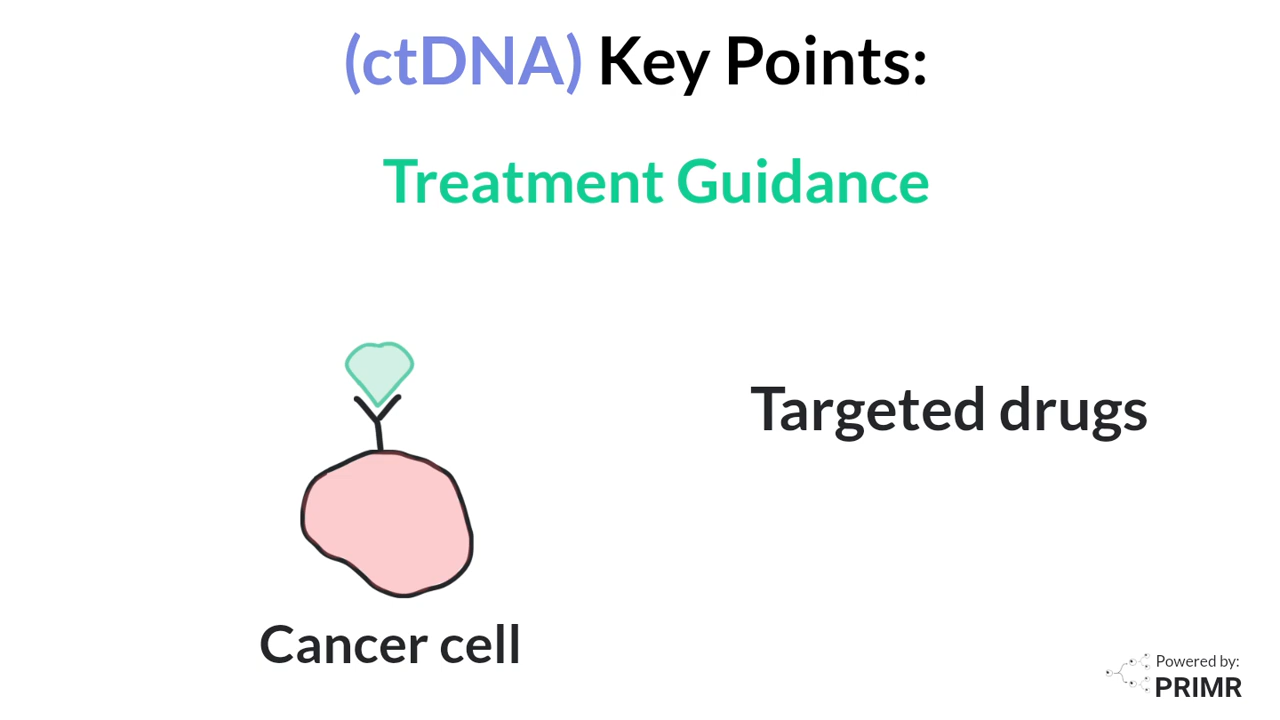 (ctDNA) Key Points:
Treatment Guidance
Targeted drugs
Cancer cell
Powered by:
PRIMR